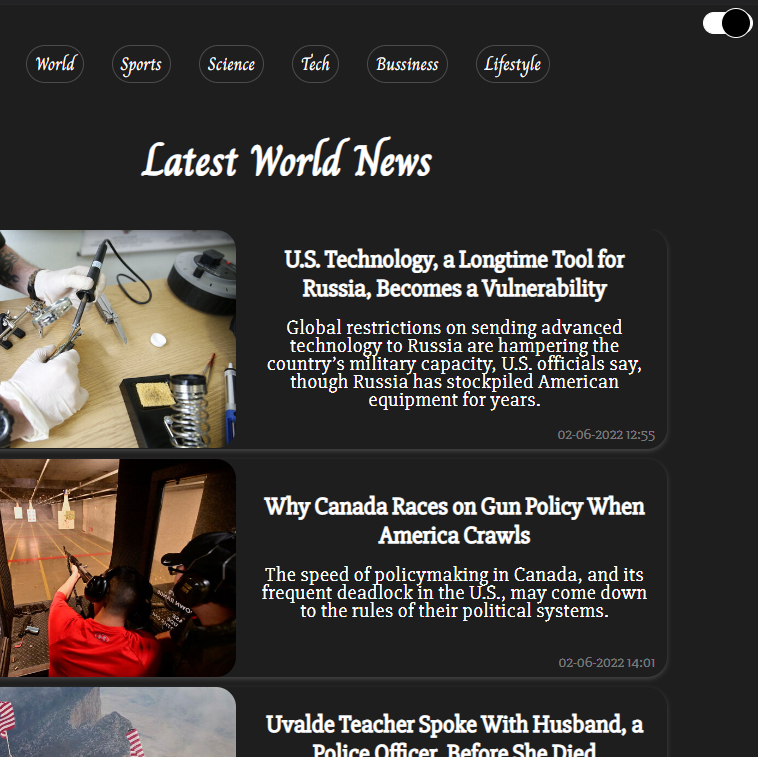 World Sports Science Tech Bussiness Lifestyle
Latest World News
U.S. Technology, a Longtime Tool for
Russia, Becomes a Vulnerability
Global restrictions on sending advanced
technology to Russia are hampering the
country’s military capacity, U.S. officials say,
though Russia has stockpiled American
equipment for years.
02-06-2022 12:55
Why Canada Races on Gun Policy When
America Crawls
The speed of policymaking in Canada, and its
frequent deadlock in the U.S., may come down
to the rules of their political systems.
02-06-2022 14:01
Uvalde Teacher Spoke With Husband, a
Police Officer, Before She Died